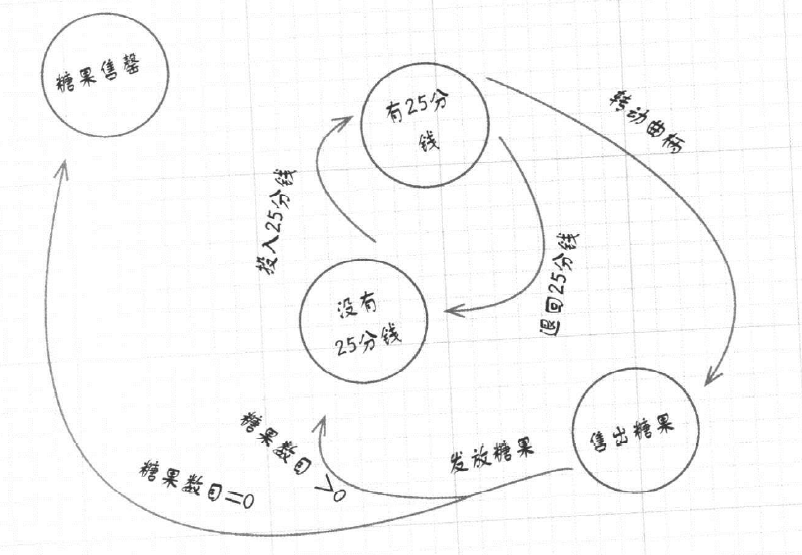 糖果售罄
有25分
钱
转动曲柄
投入25分钱
退回25分钱
没有
25分钱
糖果数目
>0
发放糖果
售出糖果
糖果数目=0